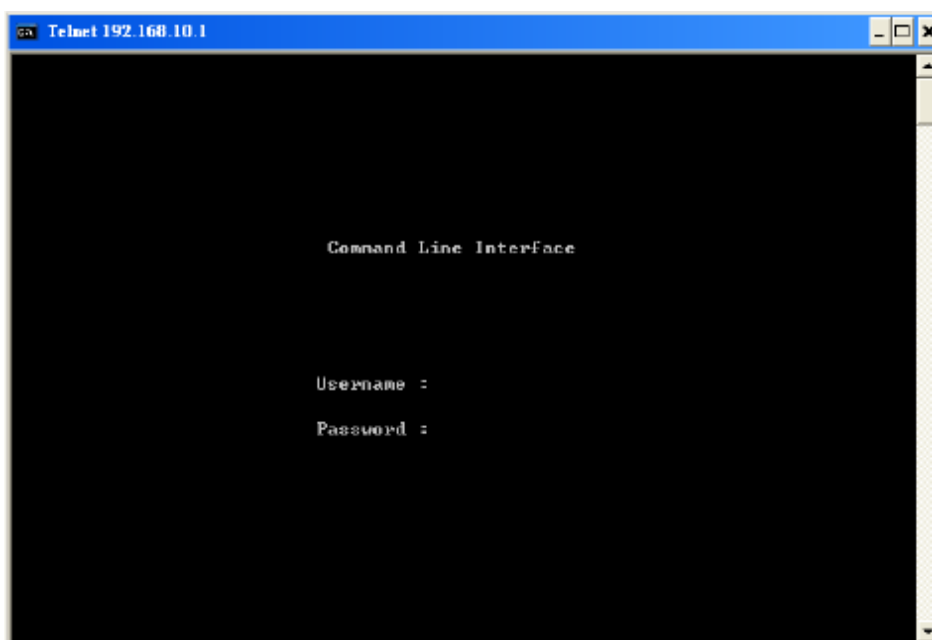 Telnet 192.168.10.1
Command Line Interface
Username :
Password :